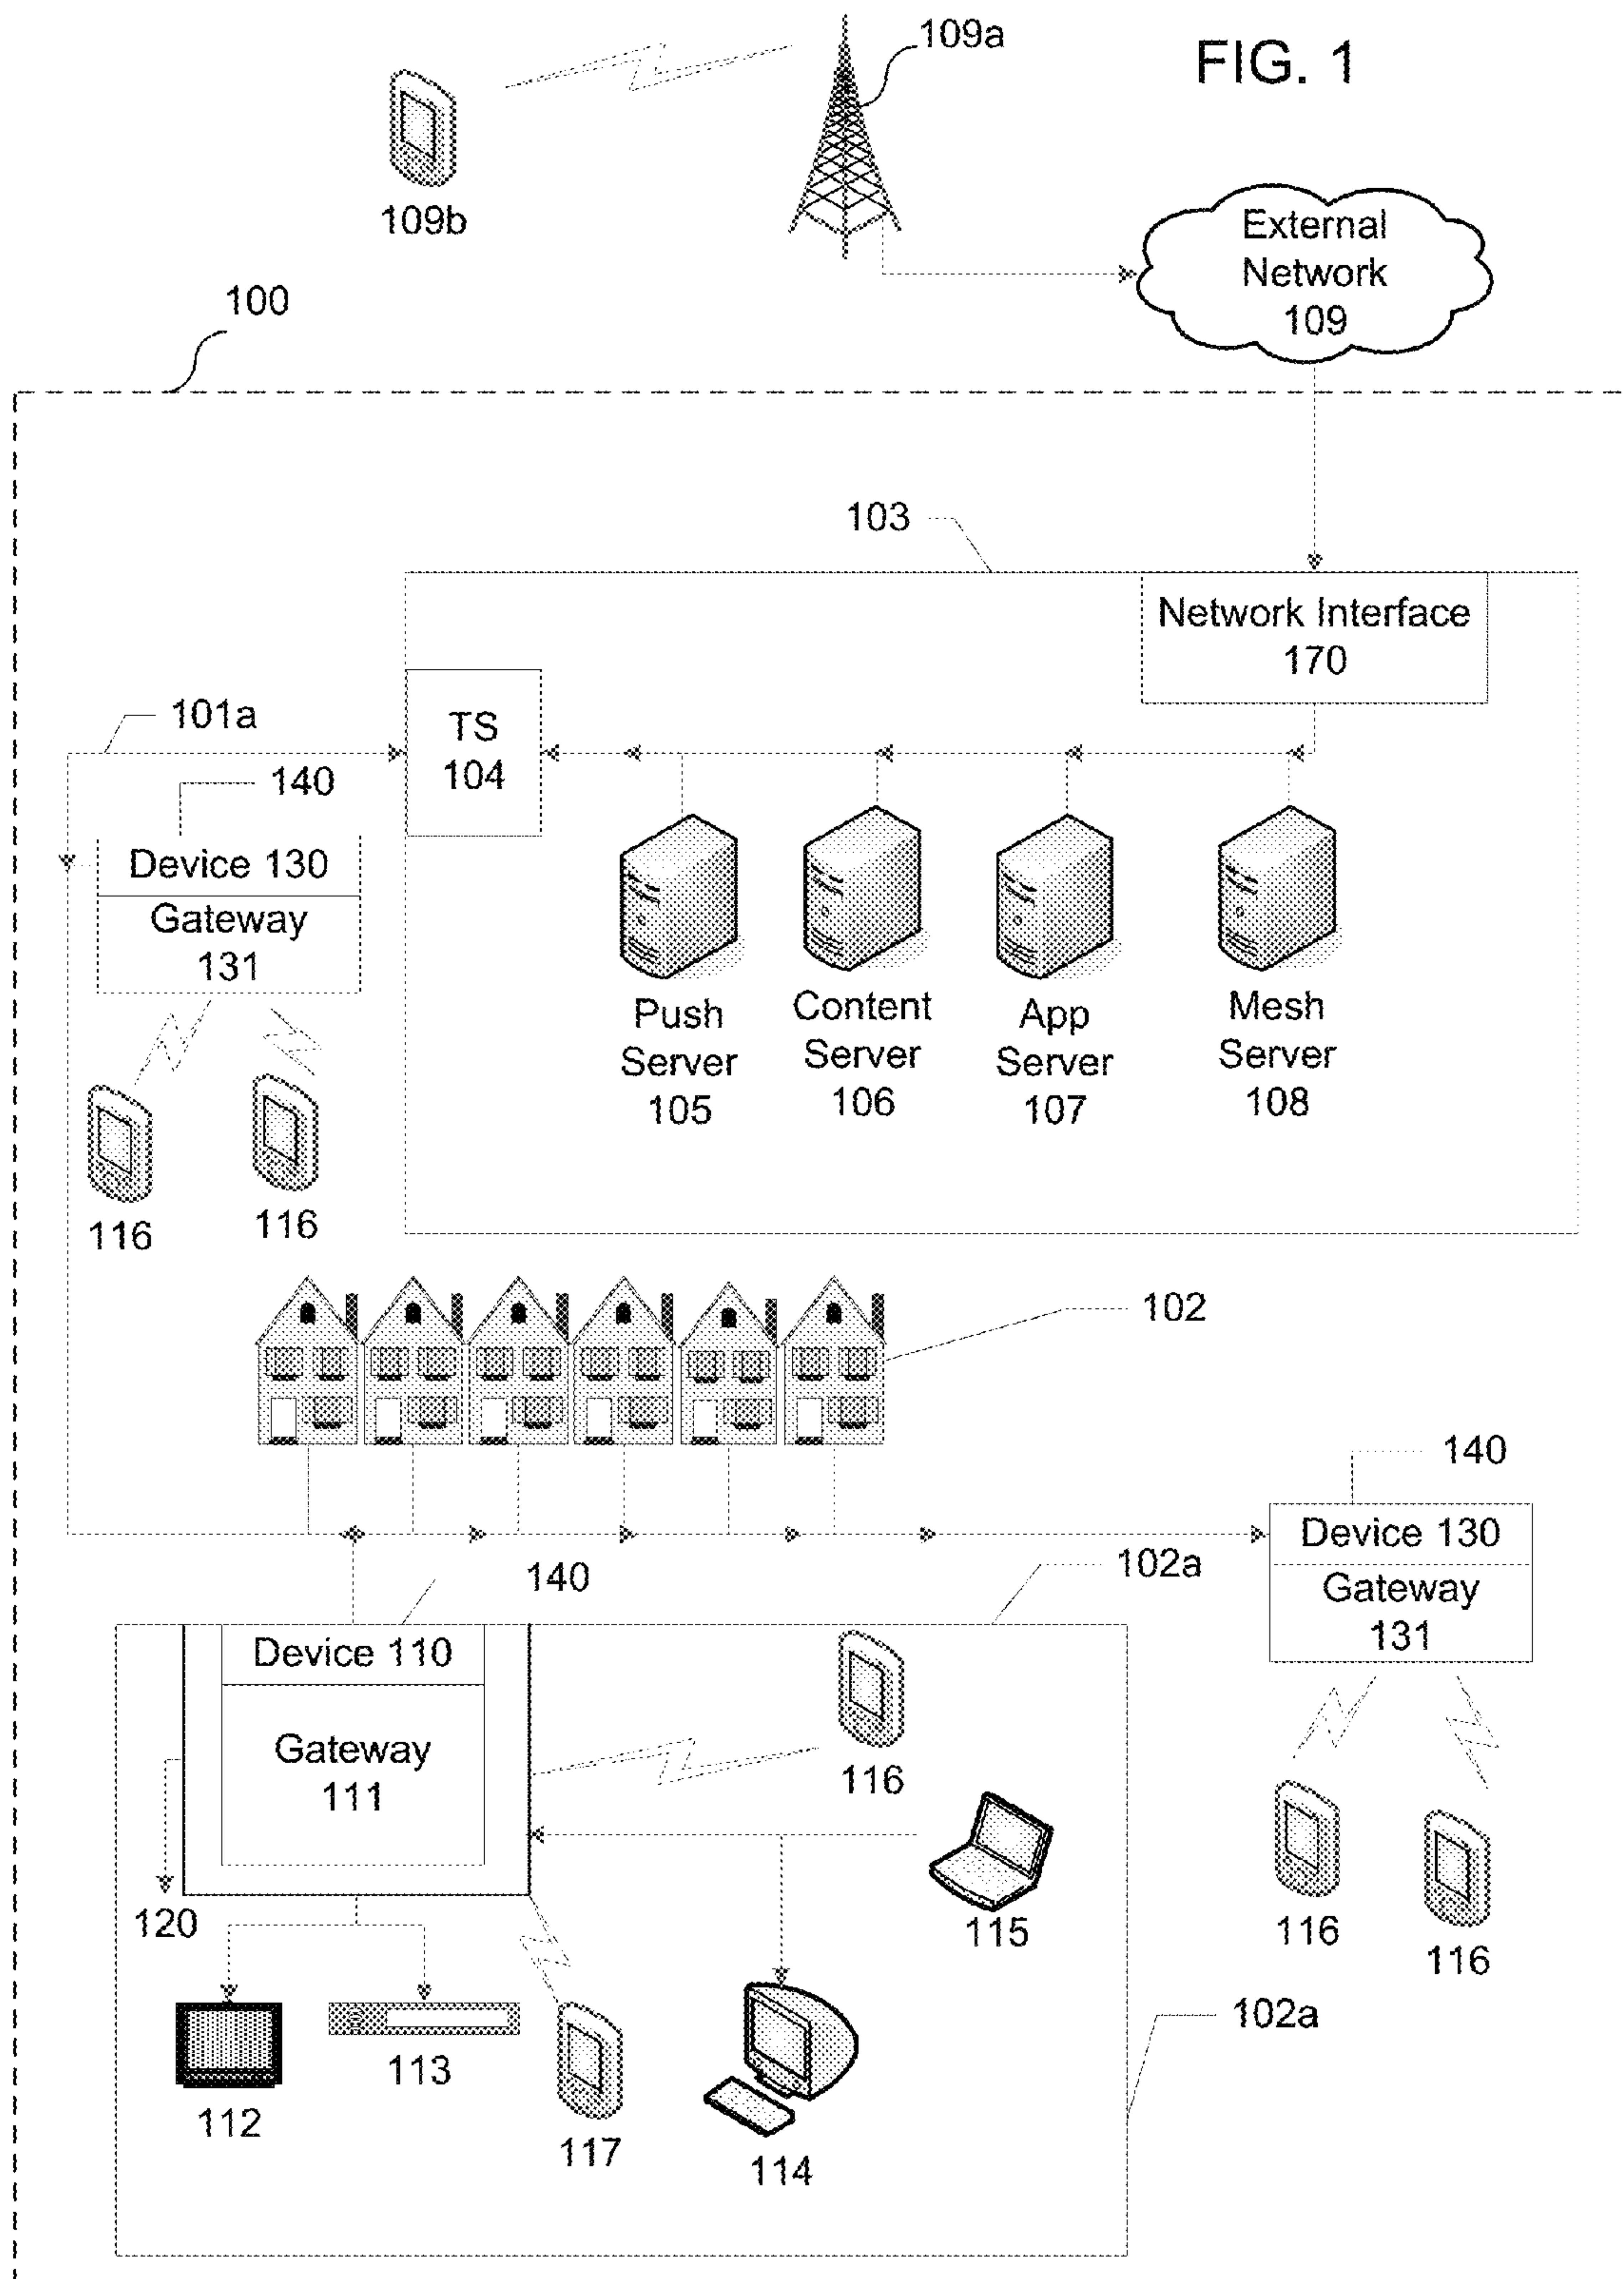 109a
FIG. 1
109b
External
Network
109
100
103
Network Interface
170
101a
TS
104
140
Device 130
Gateway
131
Push
Server
105
Content
Server
106
App
Server
107
Mesh
Server
108
116
116
102
140
Device 130
Gateway
131
140
102a
Device 110
Gateway
111
116
115
120
116
116
112
113
117
114
102a